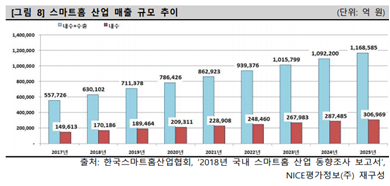 [그림 8] 스마트홈 산업 매출 규모 추이 (단위: 억 원)
내수+수출 내수
1,400,000
1,200,000
1,000,000
800,000
600,000
400,000
200,000
557,726 630,102 711,378 786,426 862,923 939,376 1,015,799 1,092,200 1,168,585
149,613 170,186 189,464 209,311 228,908 248,460 267,983 287,485 306,969
2017년 2018년 2019년 2020년 2021년 2022년 2023년 2024년 2025년
출처: 한국스마트홈산업협회, '2018년 국내 스마트홈 산업 동향조사 보고서',
NICE평가정보(주) 재구성